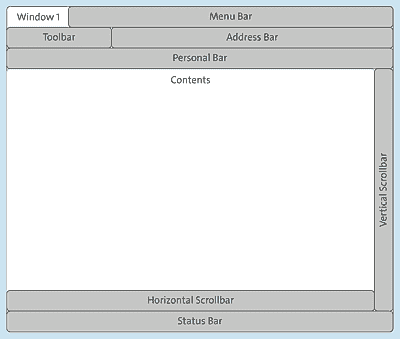 Window 1
Menu Bar
Toolbar
Address Bar
Personal Bar
Contents
Vertical Scrollbar
Horizontal Scrollbar
Status Bar